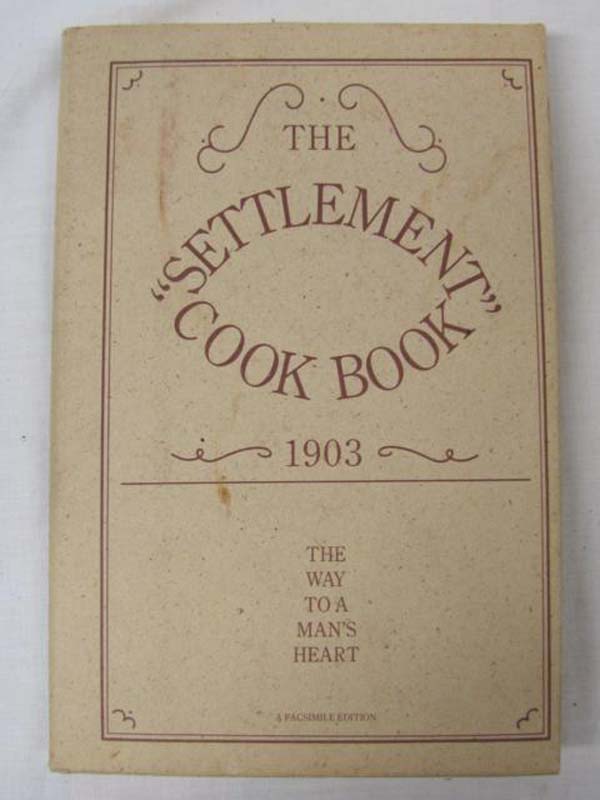 THE
“SETTLEMENT”
COOK BOOK
1903
THE
WAY
TO A
MAN'S
HEART
A FACSIMILE EDITION